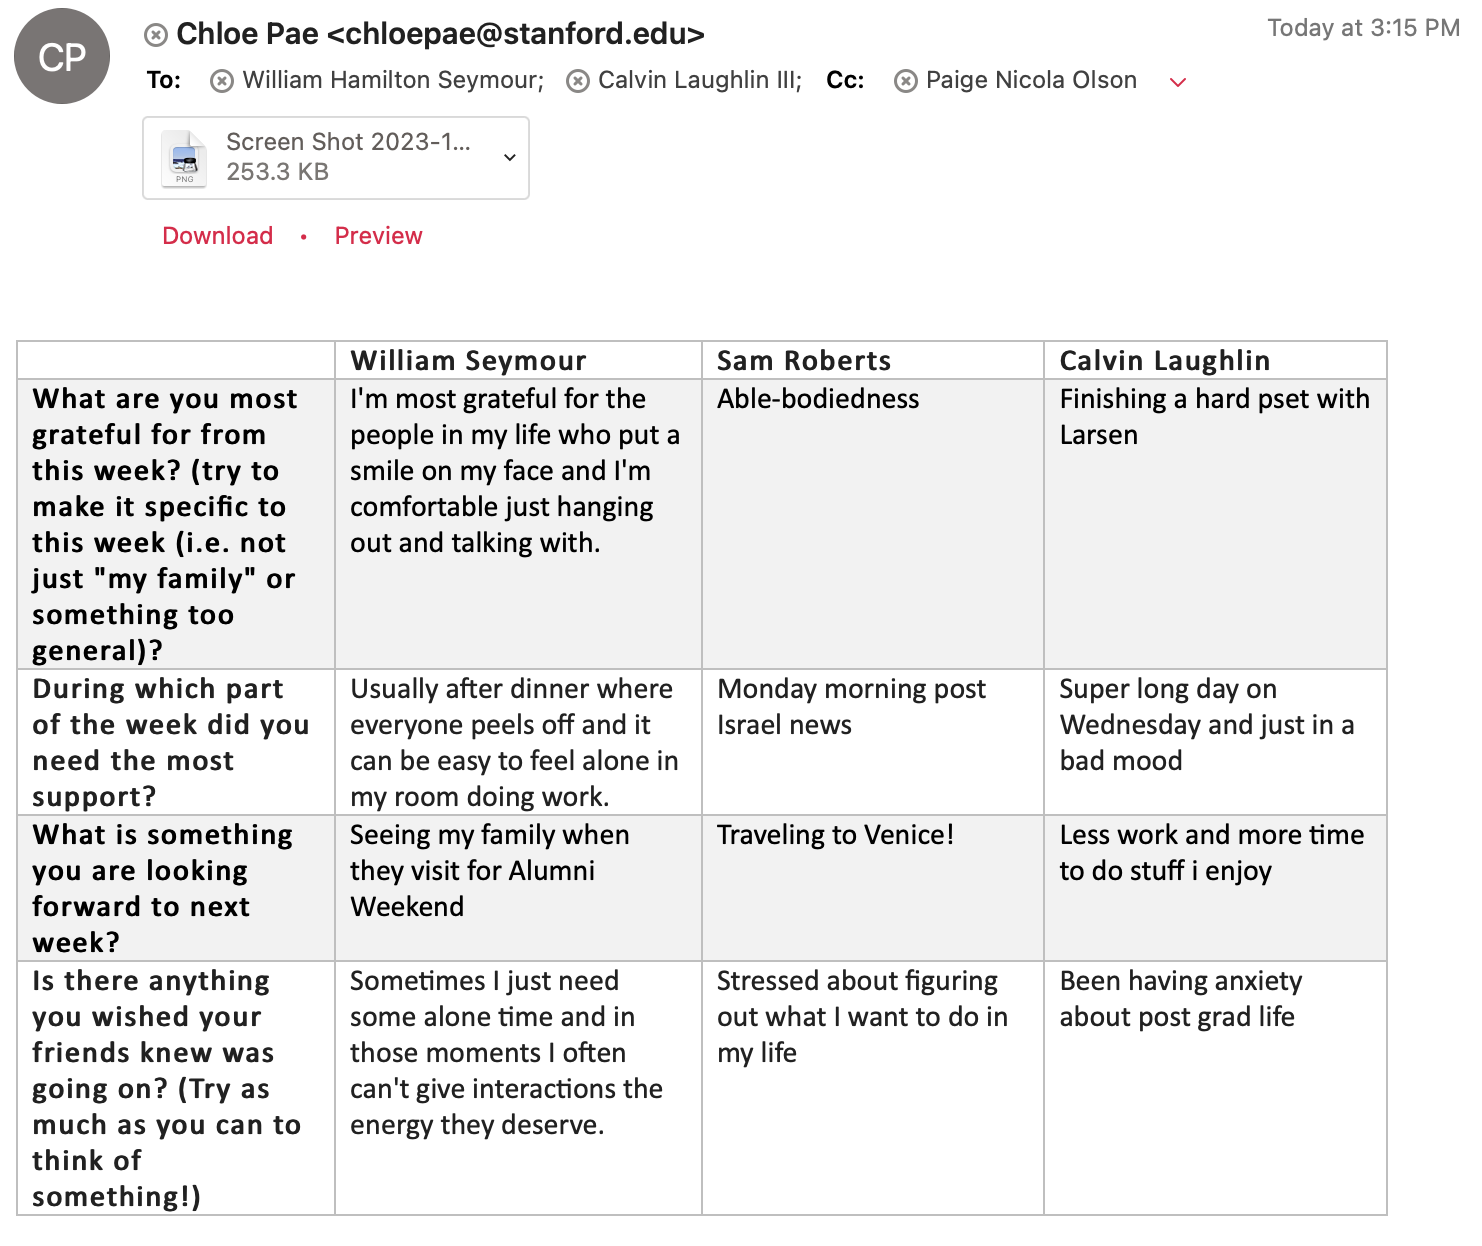 CP
Chloe Pae <chloepae@stanford.edu>
Today at 3:15 PM
To: William Hamilton Seymour; Calvin Laughlin III; Cc: Paige Nicola Olson
PNG
Screen Shot 2023-1...
253.3 KB
Download • Preview
William Seymour
Sam Roberts
Calvin Laughlin
What are you most
grateful for from
this week? (try to
make it specific to
this week (i.e. not
just "my family" or
something too
general)?
I'm most grateful for the
people in my life who put a
smile on my face and I'm
comfortable just hanging
out and talking with.
Able-bodiedness
Finishing a hard pset with
Larsen
During which part
of the week did you
need the most
support?
Usually after dinner where
everyone peels off and it
can be easy to feel alone in
my room doing work.
Monday morning post
Israel news
Super long day on
Wednesday and just in a
bad mood
What is something
you are looking
forward to next
week?
Seeing my family when
they visit for Alumni
Weekend
Traveling to Venice!
Less work and more time
to do stuff i enjoy
Is there anything
you wished your
friends knew was
going on? (Try as
much as you can to
think of
something!)
Sometimes I just need
some alone time and in
those moments I often
can't give interactions the
energy they deserve.
Stressed about figuring
out what I want to do in
my life
Been having anxiety
about post grad life